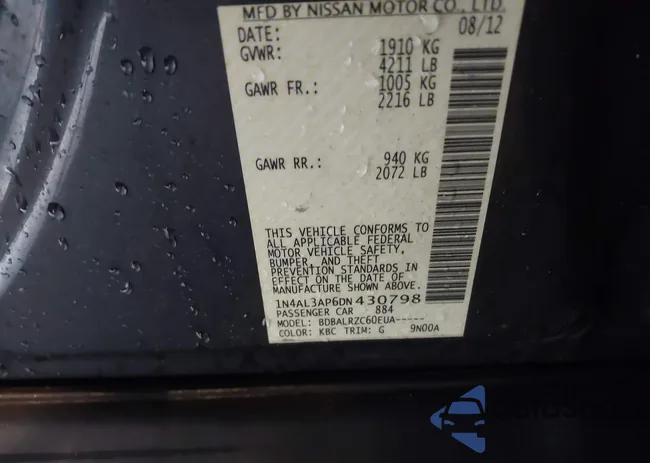 MFD BY NISSAN MOTOR CO., LTD.
DATE: 08/12
GVWR: 1910 KG
4211 LB
GAWR FR.: 1005 KG
2216 LB
GAWR RR.: 940 KG
2072 LB
THIS VEHICLE CONFORMS TO
ALL APPLICABLE FEDERAL
MOTOR VEHICLE SAFETY,
BUMPER, AND THEFT
PREVENTION STANDARDS IN
EFFECT ON THE DATE OF
MANUFACTURE SHOWN ABOVE.
1N4AL3AP6DN430798
PASSENGER CAR 884
MODEL: BDBALRZC60EUA-----
COLOR: KBC TRIM: G 9N00A